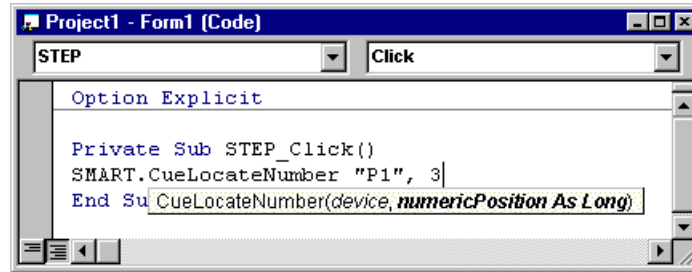 Project1 - Form1 (Code)
STEP Click
Option Explicit
Private Sub STEP_Click()
SMART.CueLocateNumber "P1", 3
End Su
CueLocateNumber(device, numericPosition As Long)